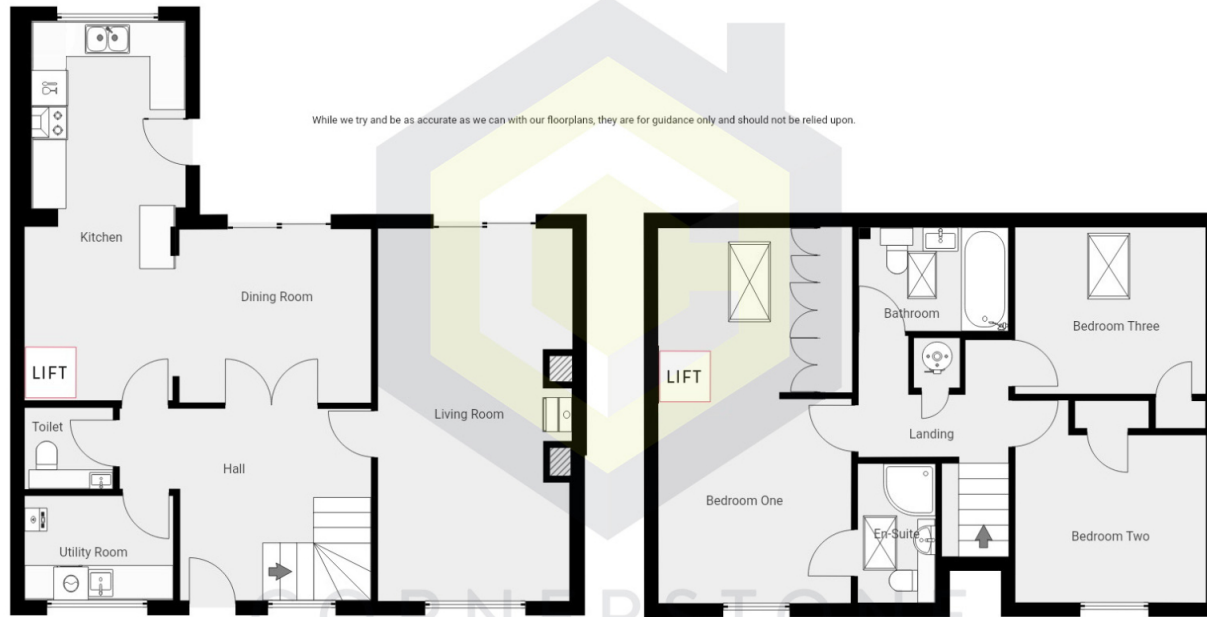 While we try and be as accurate as we can with our floorplans, they are for guidance only and should not be relied upon.
Kitchen
Dining Room
LIFT
Living Room
Toilet
Hall
Utility Room
Bathroom
Bedroom Three
LIFT
Landing
Bedroom One
En-Suite
Bedroom Two
CORNERSTONE